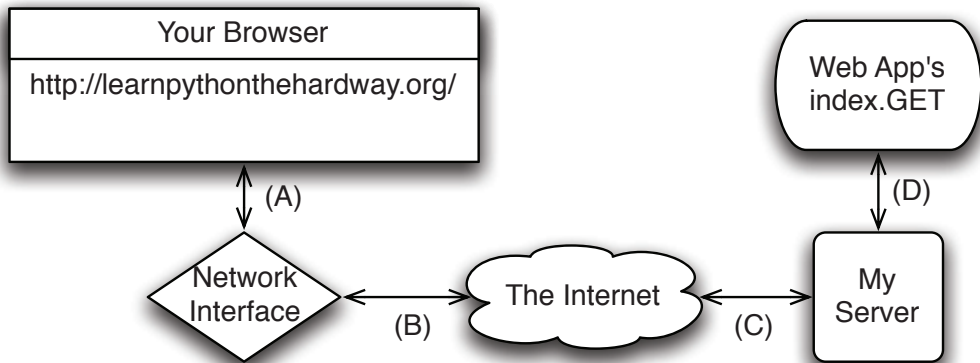 Your Browser
http://learnpythonthehardway.org/
Web App's
index.GET
(A)
(D)
Network
Interface
(B)
The Internet
(C)
My
Server